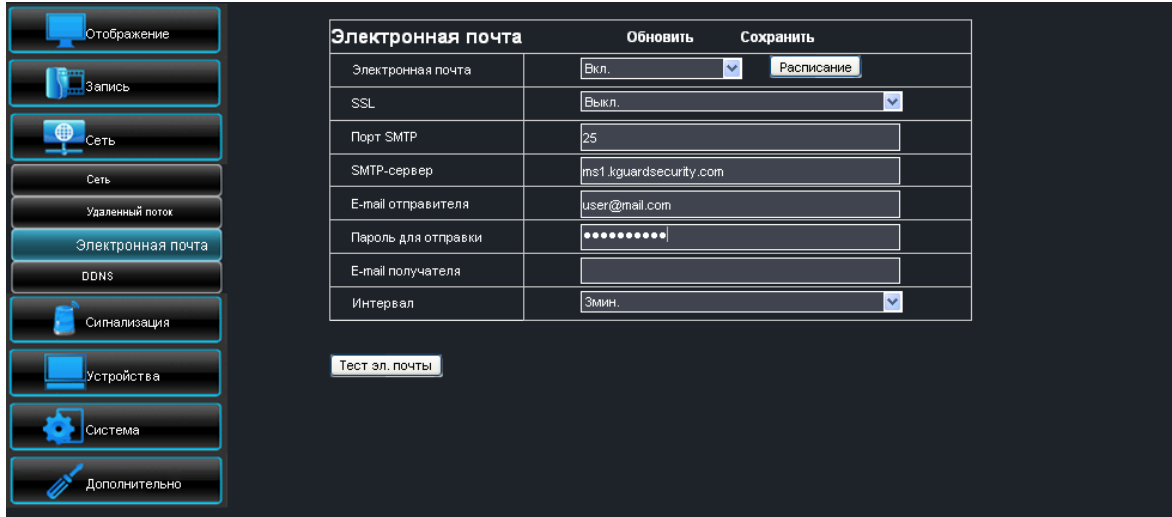 Отображение
Запись
Сеть
Сеть
Удаленный поток
Электронная почта
DDNS
Сигнализация
Устройства
Система
Дополнительно
Электронная почта Обновить Сохранить
Электронная почта Вкл. Расписание
SSL Выкл.
Порт SMTP 25
SMTP-сервер ms1.kguardsecurity.com
E-mail отправителя user@mail.com
Пароль для отправки ●●●●●●●●●●
E-mail получателя
Интервал 3мин.
Тест эл. почты